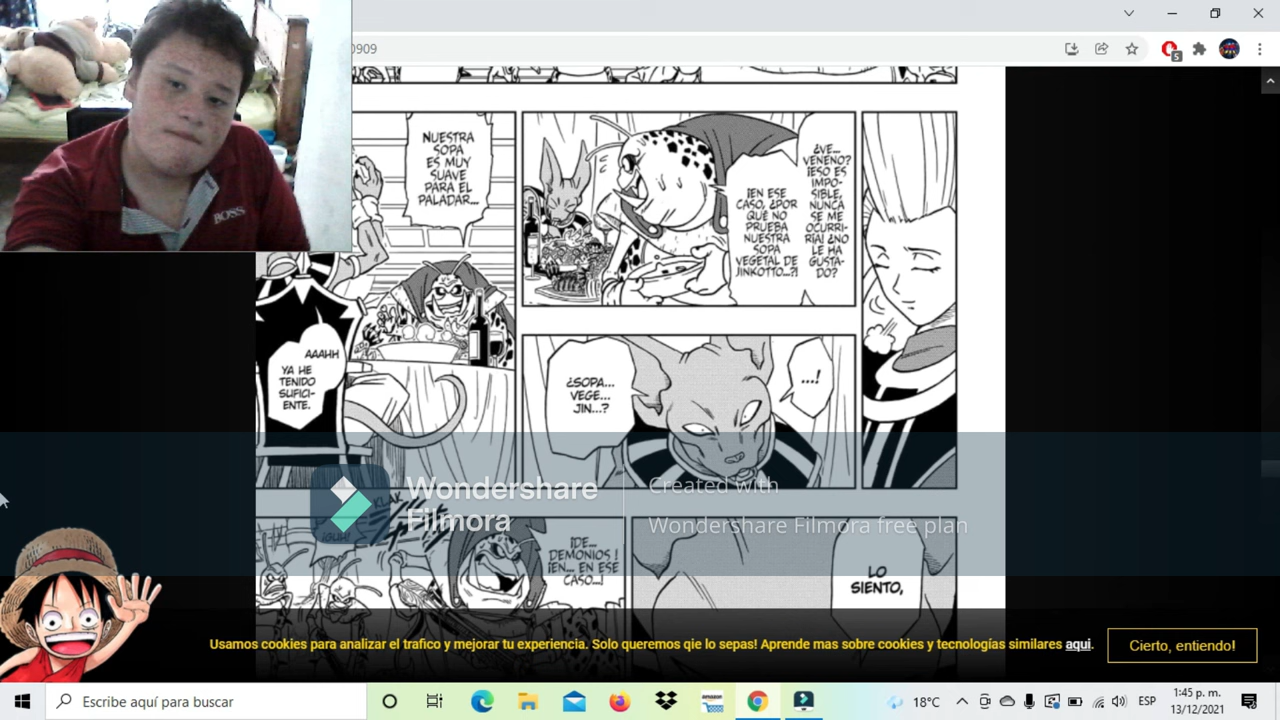 0909
5
BOSS
NUESTRA
SOPA
ES MUY
SUAVE
PARA EL
PALADAR...
¿VE...
VENENO?
¡ESO ES
IMPO-
SIBLE,
NUNCA
SE ME
OCURRI-
RÍA! ¿NO
LE HA
GUSTA-
DO?
¡EN ESE
CASO, ¿POR
QUÉ NO
PRUEBA
NUESTRA
SOPA
VEGETAL DE
JINKOTTO...?!
AAAHH
YA HE
TENIDO
SUFICI-
ENTE.
...!
¿SOPA...
VEGE...
JIN...?
Wondershare
Filmora
Created with
Wondershare Filmora free plan
¡DE...
DEMONIOS !
¡EN... EN ESE
CASO...!
LO
SIENTO,
Usamos cookies para analizar el trafico y mejorar tu experiencia. Solo queremos qie lo sepas! Aprende mas sobre cookies y tecnologías similares aqui.
Cierto, entiendo!
Escribe aquí para buscar
amazon
18°C
ESP
1:45 p. m.
13/12/2021